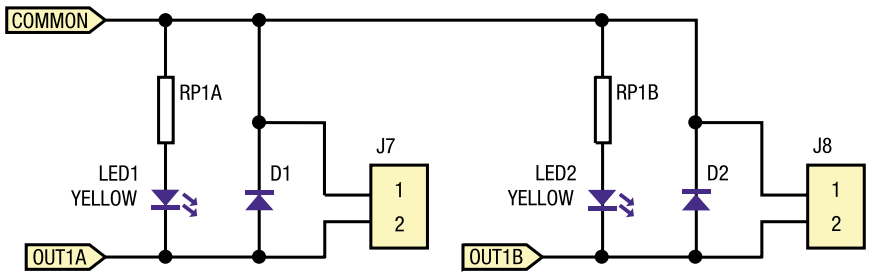 COMMON
RP1A
LED1
YELLOW
D1
J7
1
2
OUT1A
RP1B
LED2
YELLOW
D2
J8
1
2
OUT1B